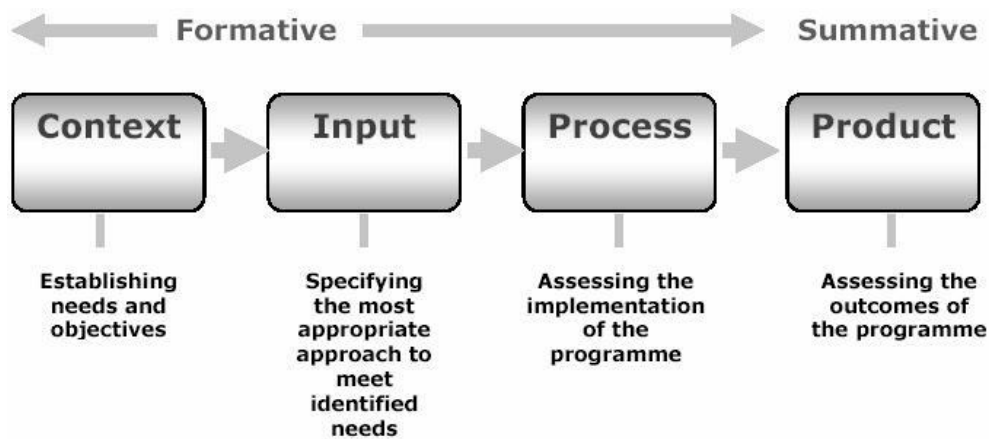 Formative Summative
Context Input Process Product
Establishing
needs and
objectives
Specifying
the most
appropriate
approach to
meet
identified
needs
Assessing the
implementation
of the
programme
Assessing the
outcomes of
the programme